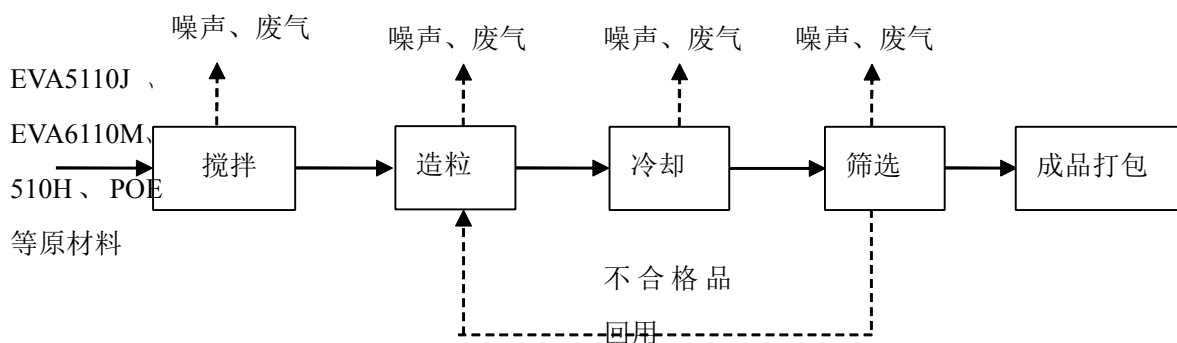 噪声、废气
噪声、废气
噪声、废气
噪声、废气
EVA5110J 、
EVA6110M、
510H 、 POE
等原材料
搅拌
造粒
冷却
筛选
成品打包
不合格品
回用